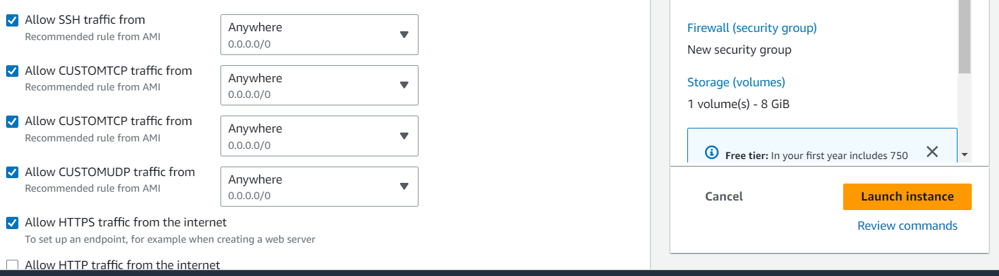 Allow SSH traffic from
Recommended rule from AMI
Anywhere
0.0.0.0/0
Allow CUSTOMTCP traffic from
Recommended rule from AMI
Anywhere
0.0.0.0/0
Allow CUSTOMTCP traffic from
Recommended rule from AMI
Anywhere
0.0.0.0/0
Allow CUSTOMUDP traffic from
Recommended rule from AMI
Anywhere
0.0.0.0/0
Allow HTTPS traffic from the internet
To set up an endpoint, for example when creating a web server
Allow HTTP traffic from the internet
Firewall (security group)
New security group
Storage (volumes)
1 volume(s) - 8 GiB
Free tier: In your first year includes 750
Cancel
Launch instance
Review commands